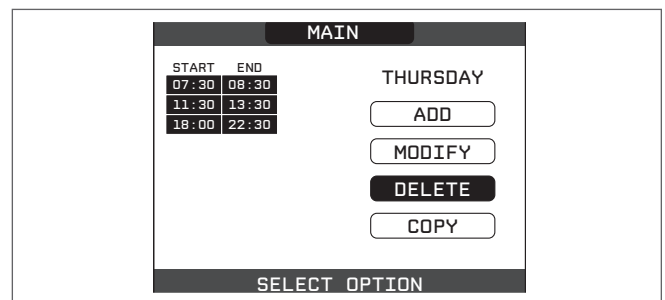 MAIN
START END
07:30 08:30
11:30 13:30
18:00 22:30
THURSDAY
ADD
MODIFY
DELETE
COPY
SELECT OPTION